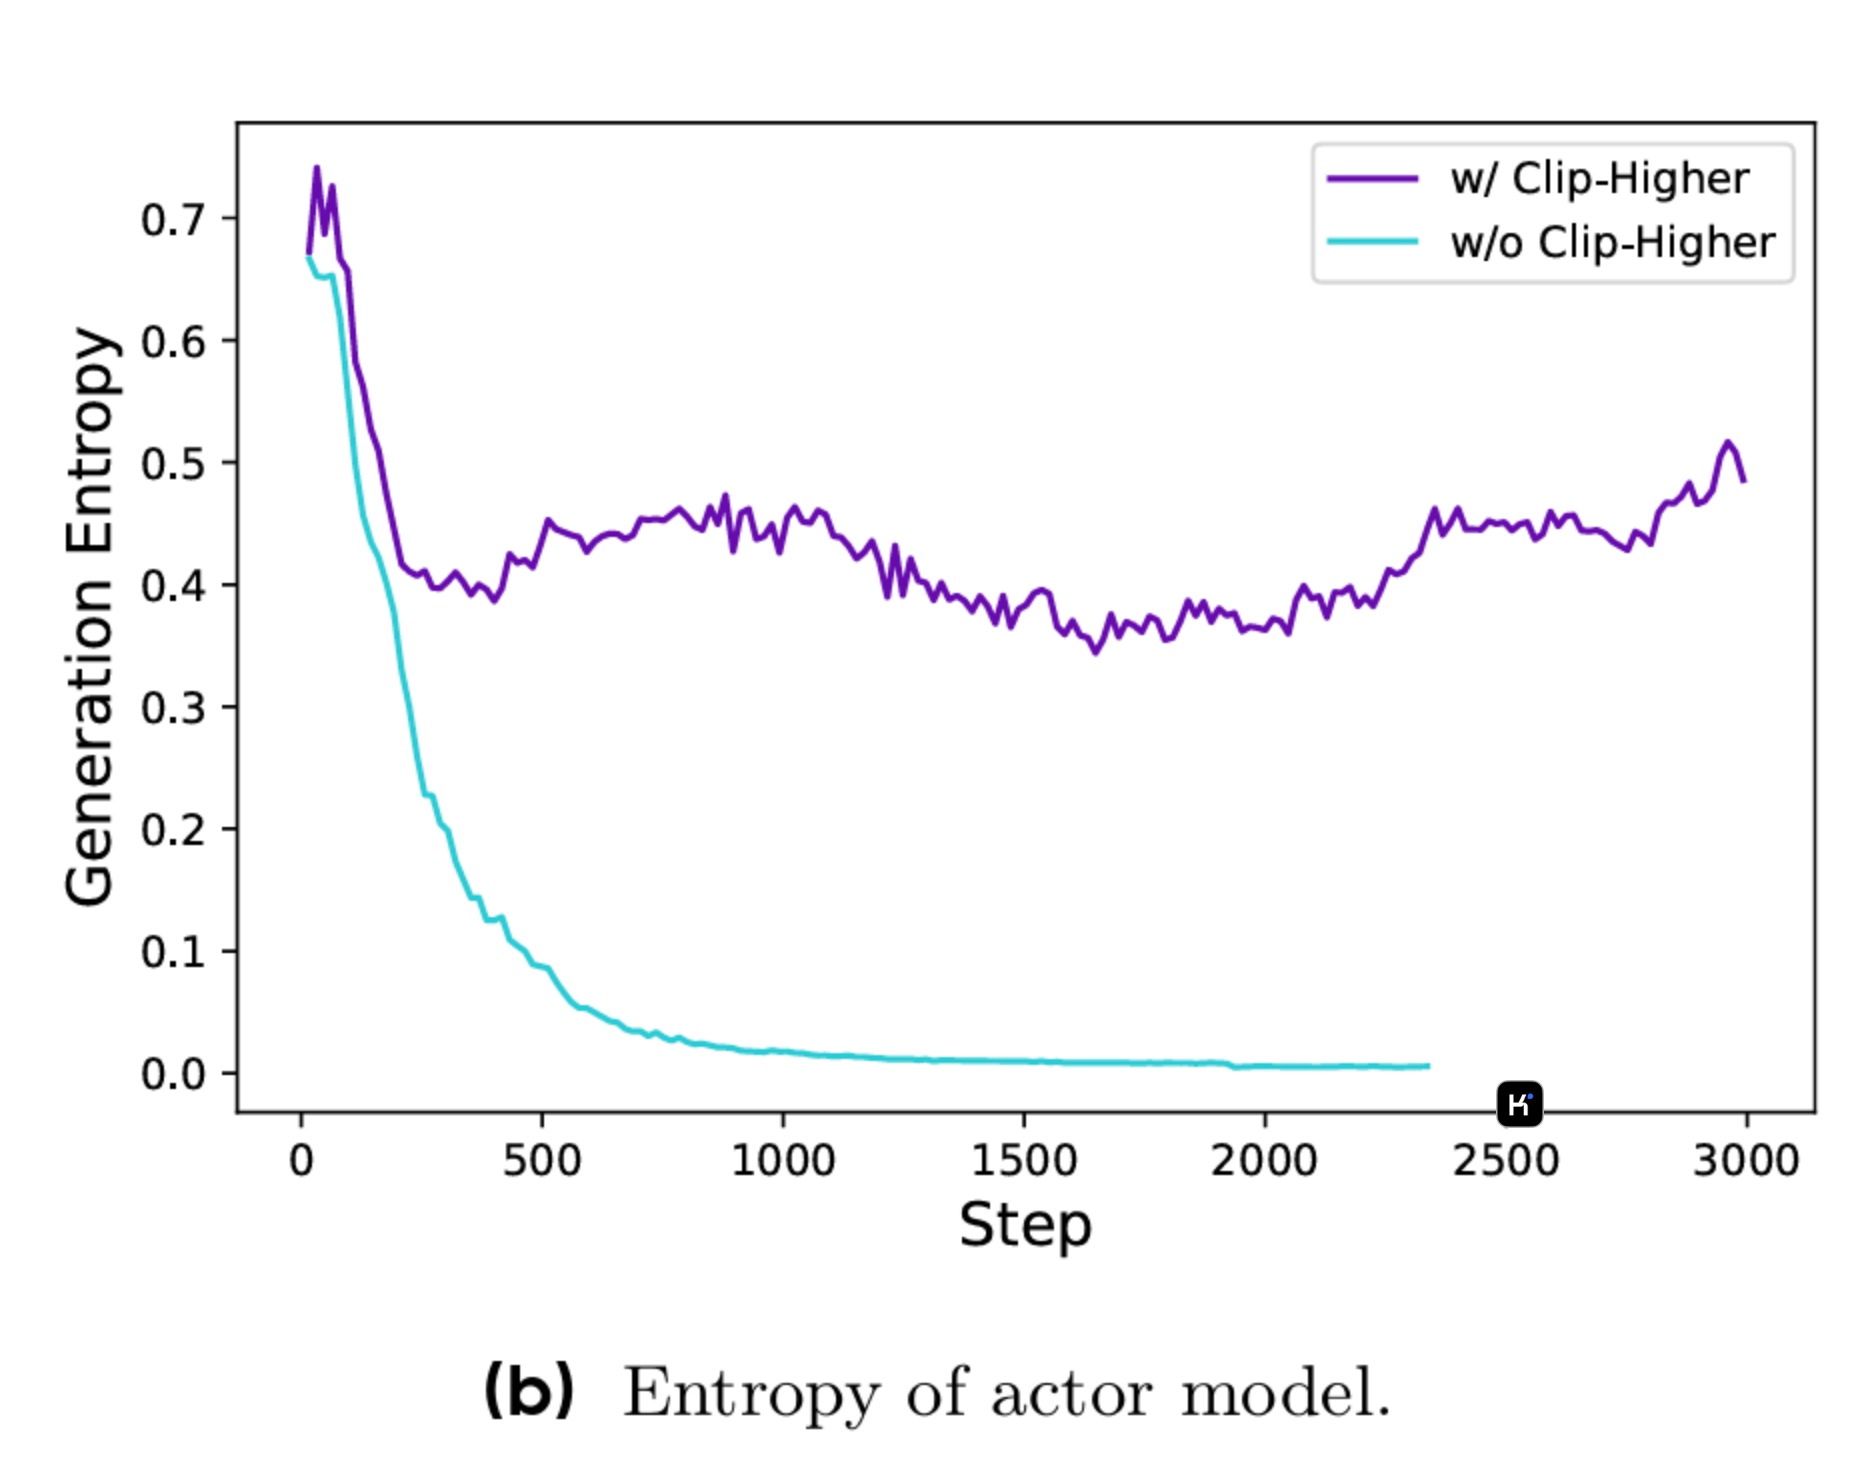 w/ Clip-Higher
w/o Clip-Higher
Generation Entropy
0.7
0.6
0.5
0.4
0.3
0.2
0.1
0.0
K
0 500 1000 1500 2000 2500 3000
Step
(b) Entropy of actor model.